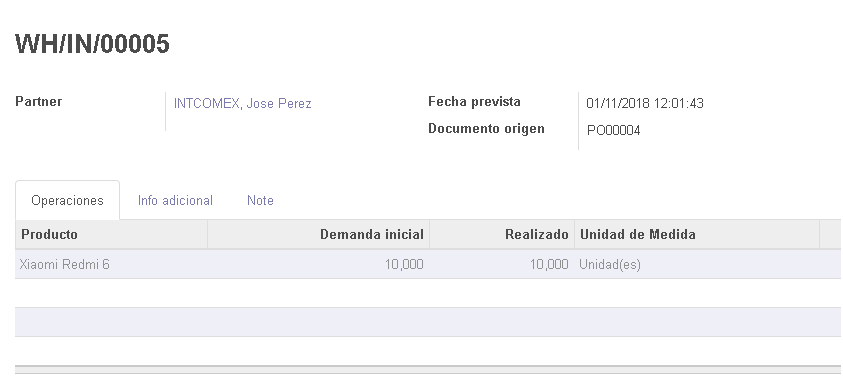 WH/IN/00005
Partner INTCOMEX, Jose Perez Fecha prevista 01/11/2018 12:01:43
Documento origen PO00004
Operaciones Info adicional Note
Producto Demanda inicial Realizado Unidad de Medida
Xiaomi Redmi 6 10,000 10,000 Unidad(es)